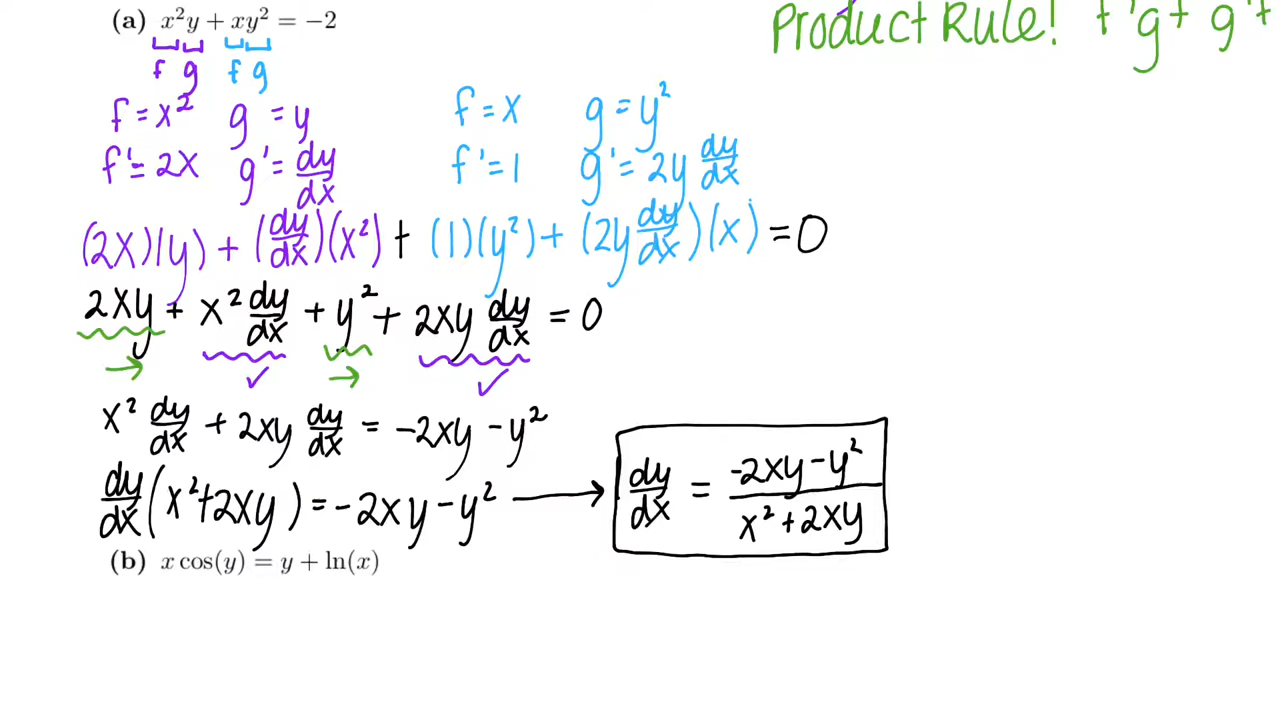 (a) x²y + xy² = −2
Product Rule! f'g + g'f
f g f g
f = x² g = y f = x g = y²
f' = 2x g' = dy/dx f' = 1 g' = 2y dy/dx
(2x)(y) + (dy/dx)(x²) + (1)(y²) + (2y dy/dx)(x) = 0
2xy + x² dy/dx + y² + 2xy dy/dx = 0
x² dy/dx + 2xy dy/dx = -2xy - y²
dy/dx (x² + 2xy) = -2xy - y² → dy/dx = (-2xy - y²)/(x² + 2xy)
(b) x cos(y) = y + ln(x)